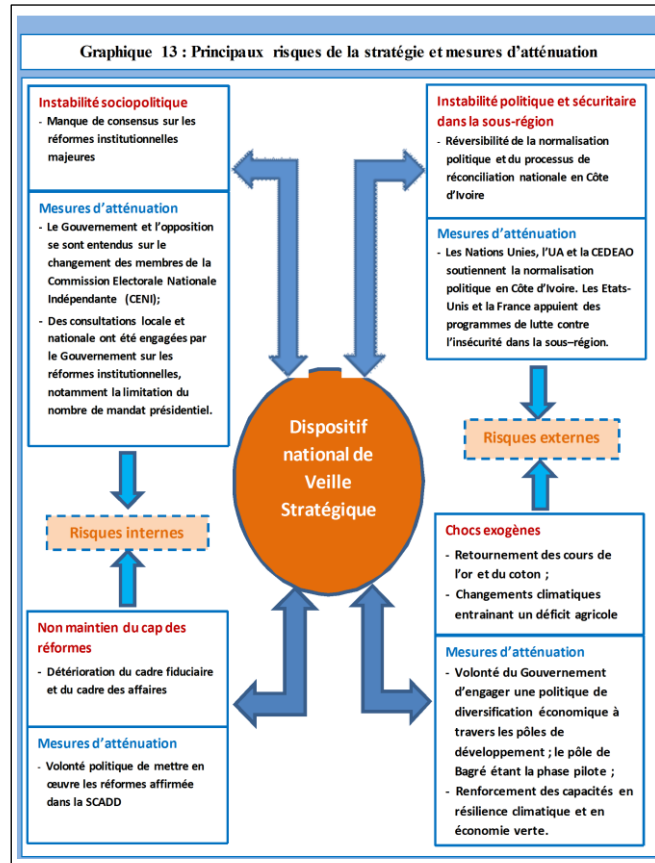 Graphique 13 : Principaux risques de la stratégie et mesures d'atténuation
Instabilité sociopolitique
- Manque de consensus sur les
réformes institutionnelles
majeures
Mesures d'atténuation
- Le Gouvernement et l'opposition
se sont entendus sur le
changement des membres de la
Commission Electorale Nationale
Indépendante (CENI);
- Des consultations locale et
nationale ont été engagées par
le Gouvernement sur les
réformes institutionnelles,
notamment la limitation du
nombre de mandat présidentiel.
Risques internes
Non maintien du cap des
réformes
- Détérioration du cadre fiduciaire
et du cadre des affaires
Mesures d'atténuation
- Volonté politique de mettre en
œuvre les réformes affirmée
dans la SCADD
Dispositif
national de
Veille
Stratégique
Instabilité politique et sécuritaire
dans la sous-région
- Réversibilité de la normalisation
politique et du processus de
réconciliation nationale en Côte
d'Ivoire
Mesures d'atténuation
- Les Nations Unies, l'UA et la CEDEAO
soutiennent la normalisation
politique en Côte d'Ivoire. Les Etats-
Unis et la France appuient des
programmes de lutte contre
l'insécurité dans la sous–région.
Risques externes
Chocs exogènes
- Retournement des cours de
l'or et du coton ;
- Changements climatiques
entrainant un déficit agricole
Mesures d'atténuation
- Volonté du Gouvernement
d'engager une politique de
diversification économique à
travers les pôles de
développement ; le pôle de
Bagré étant la phase pilote ;
- Renforcement des capacités en
résilience climatique et en
économie verte.